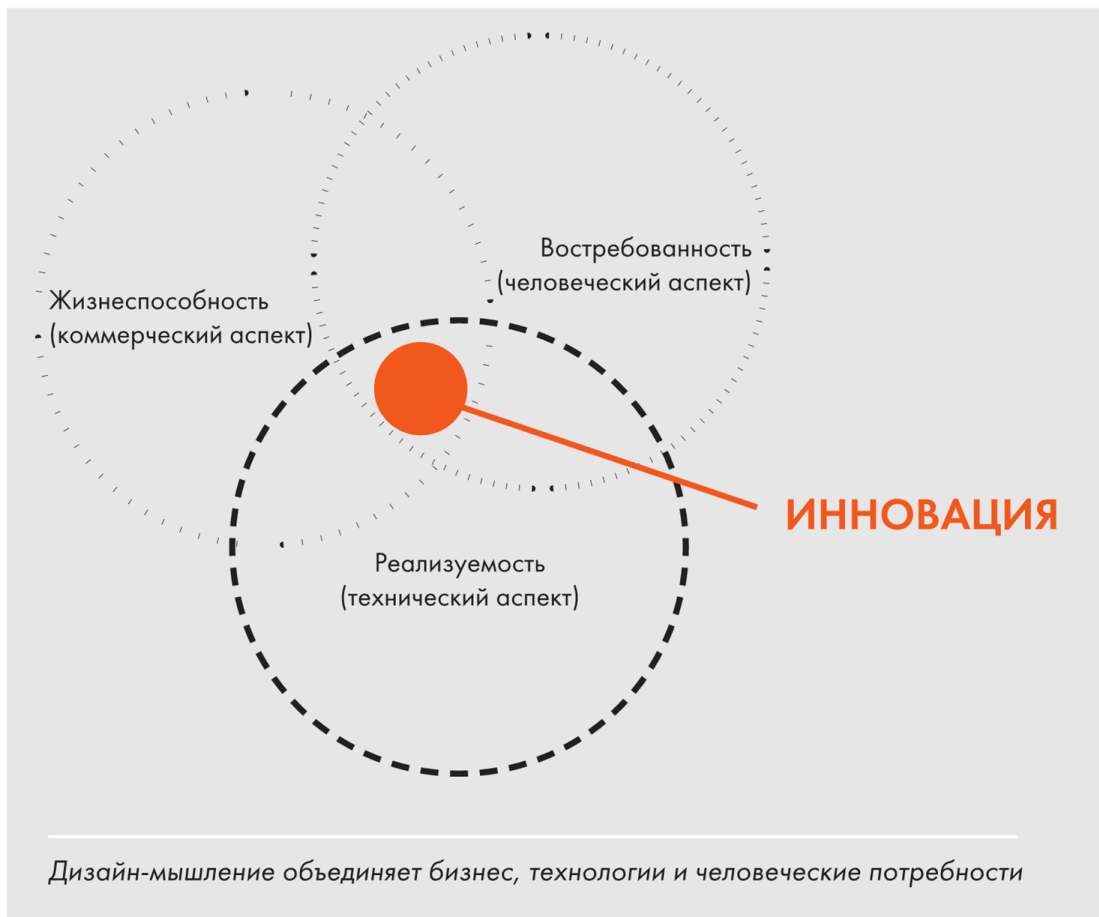 Востребованность
(человеческий аспект)
Жизнеспособность
(коммерческий аспект)
ИННОВАЦИЯ
Реализуемость
(технический аспект)
Дизайн-мышление объединяет бизнес, технологии и человеческие потребности